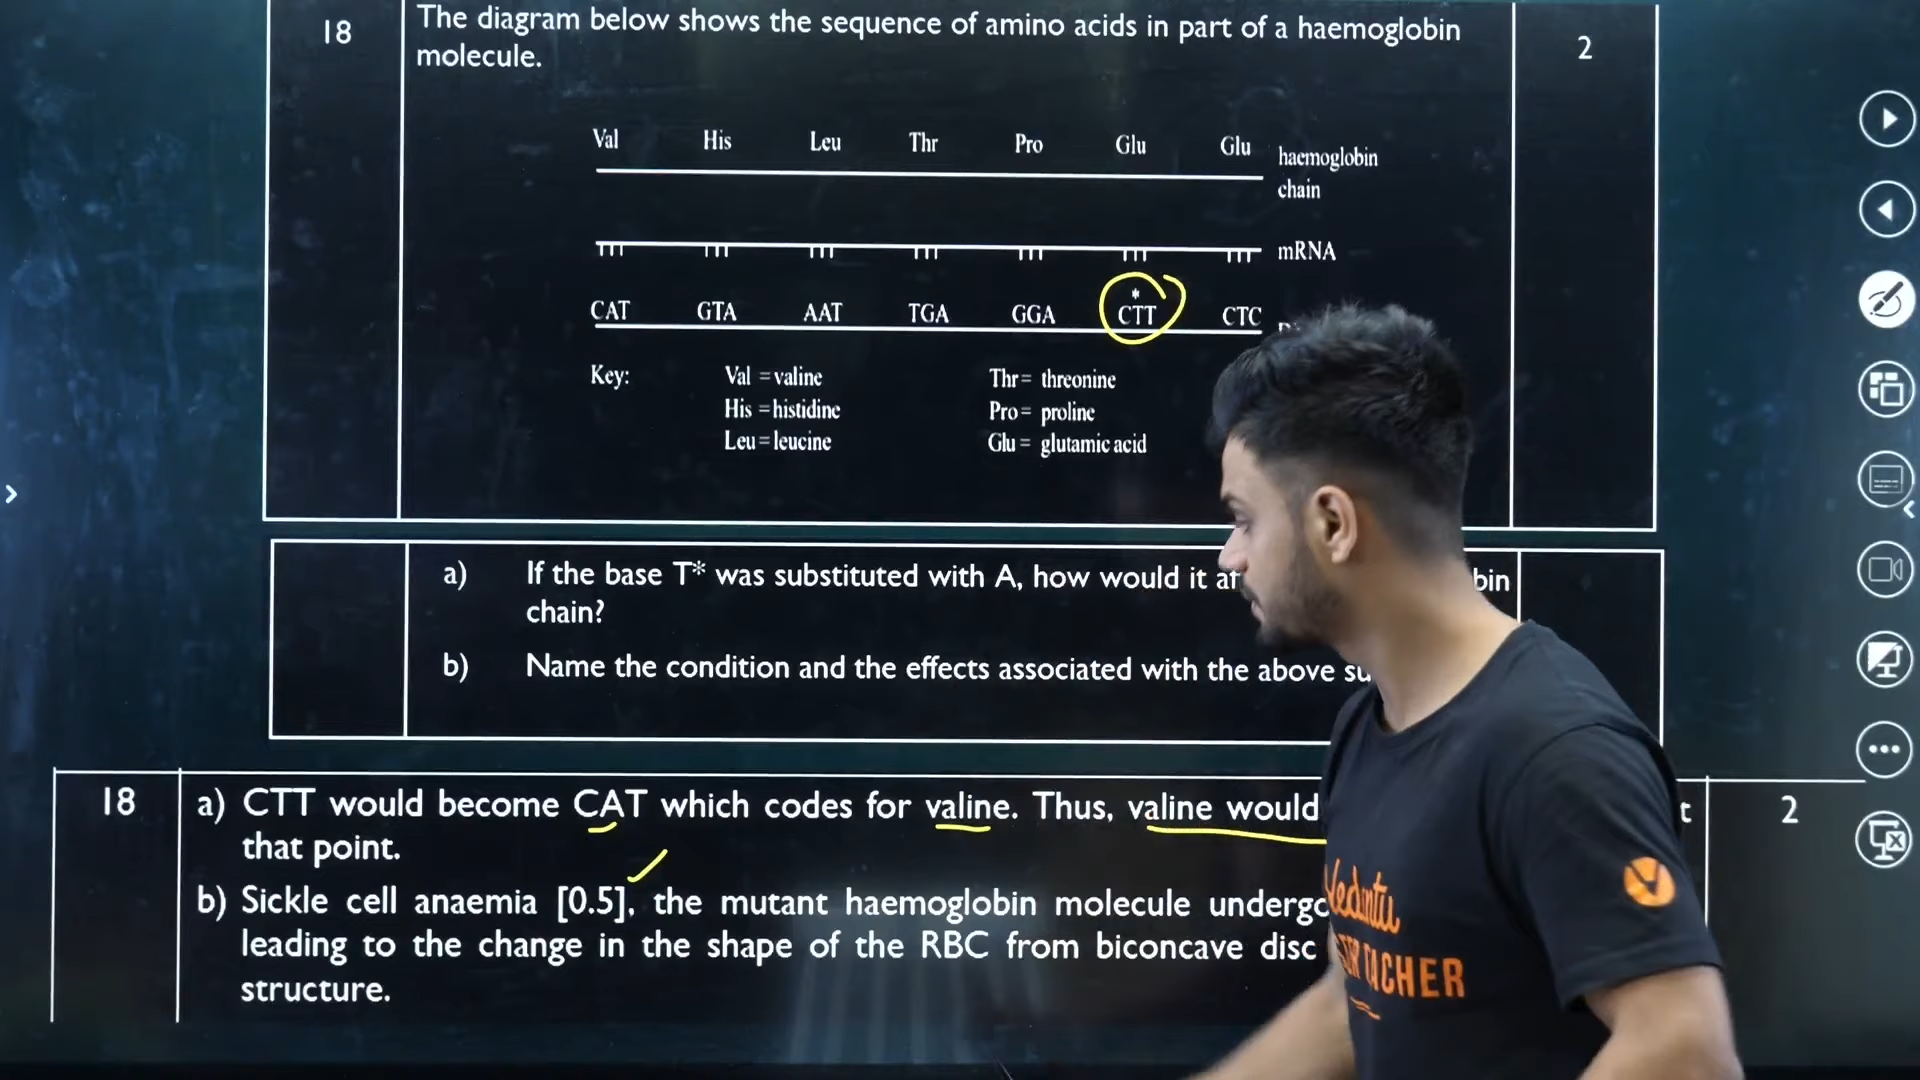 18
The diagram below shows the sequence of amino acids in part of a haemoglobin
molecule.
2
Val His Leu Thr Pro Glu Glu
haemoglobin
chain
mRNA
*
CAT GTA AAT TGA GGA CTT CTC
Key:
Val = valine
Thr = threonine
His = histidine
Pro = proline
Leu = leucine
Glu = glutamic acid
a) If the base T* was substituted with A, how would it
chain?
b) Name the condition and the effects associated with the above
18
a) CTT would become CAT which codes for valine. Thus, valine would
that point.
2
b) Sickle cell anaemia [0.5], the mutant haemoglobin molecule
leading to the change in the shape of the RBC from biconcave disc
structure.
Vedantu